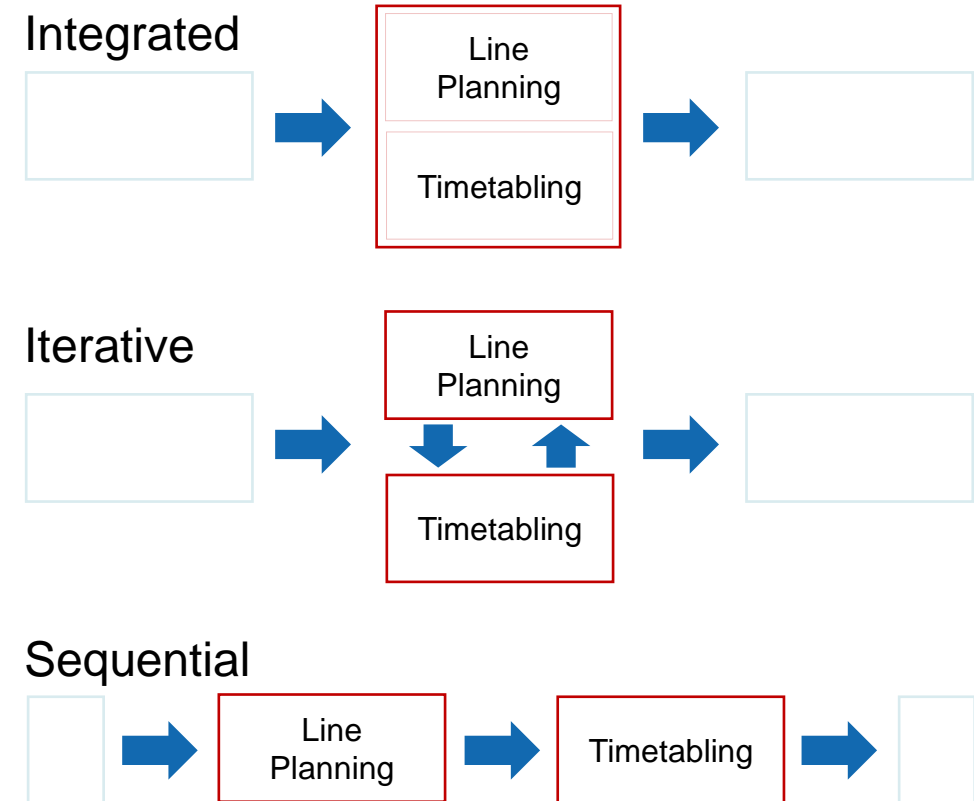 Integrated
Line
Planning
Timetabling
Iterative
Line
Planning
Timetabling
Sequential
Line
Planning
Timetabling